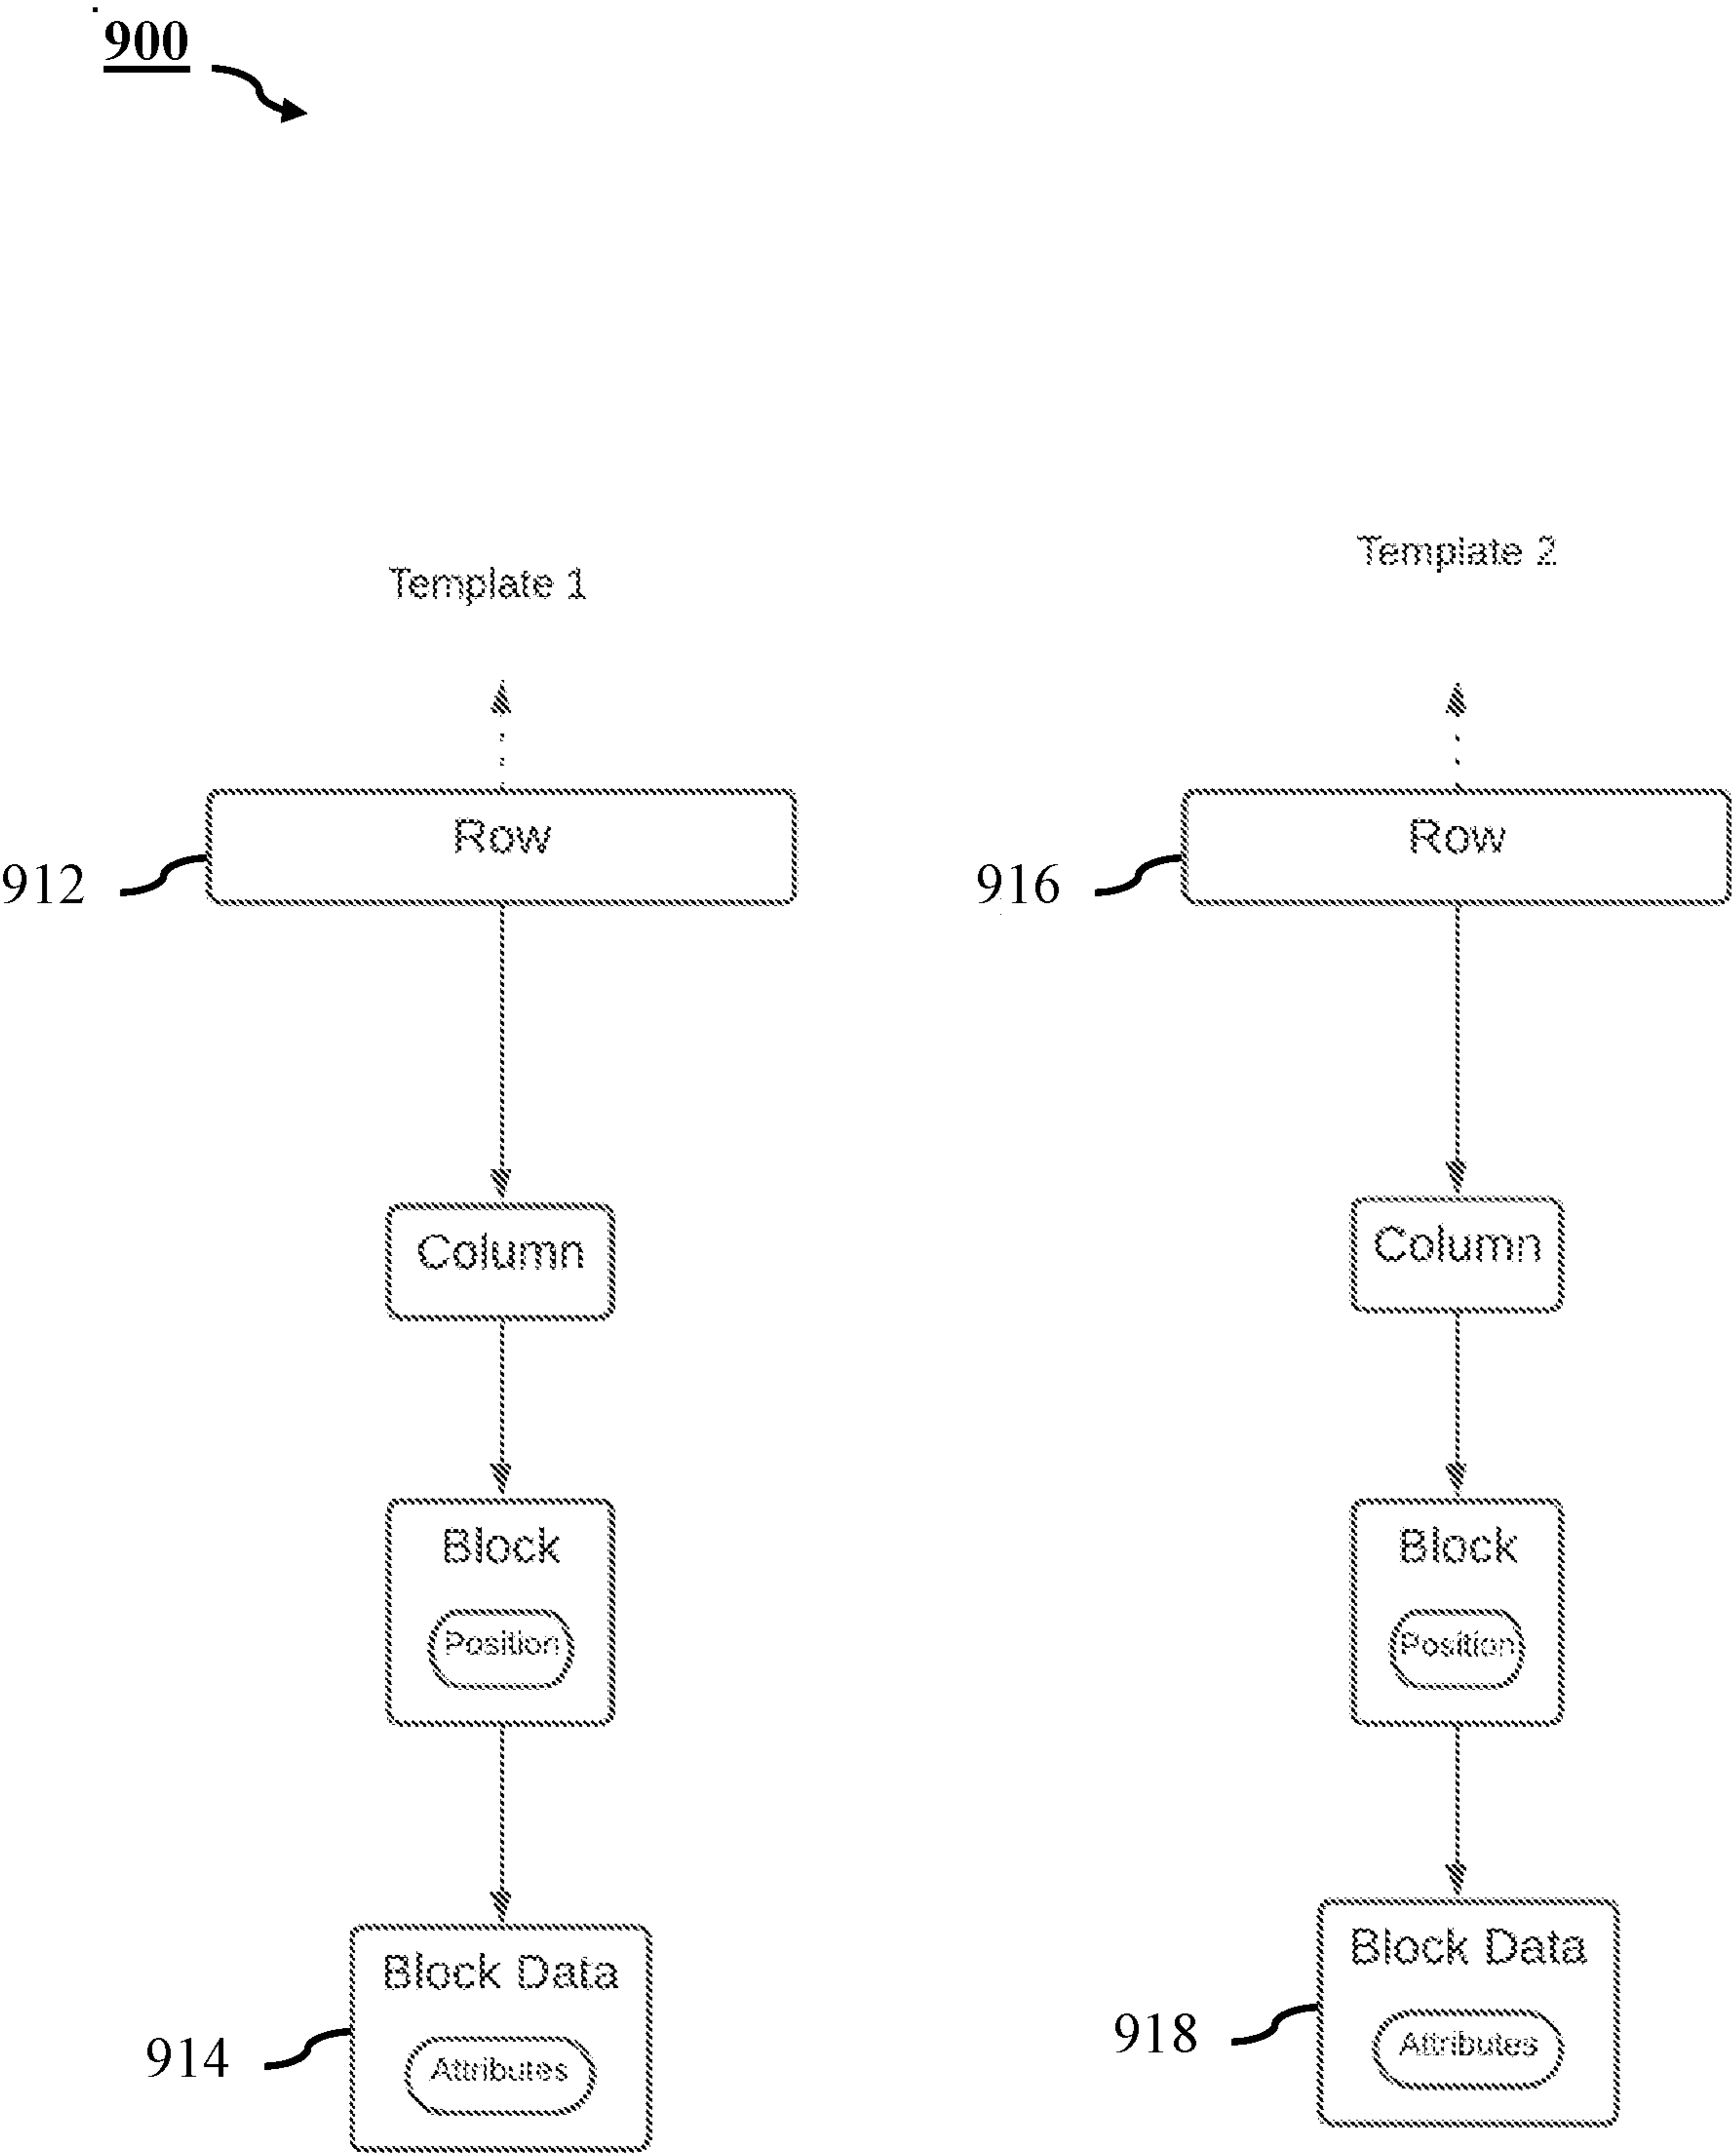 900
Template 1
Row
912
Column
Block
Position
Block Data
914
Attributes
Template 2
Row
916
Column
Block
Position
Block Data
918
Attributes